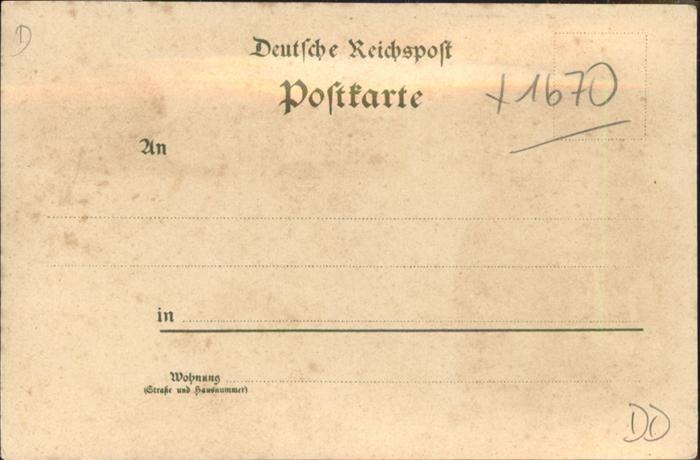 D
Deutsche Reichspost
Postkarte
+1670
An
in
Wohnung
(Straße und Hausnummer)
DD